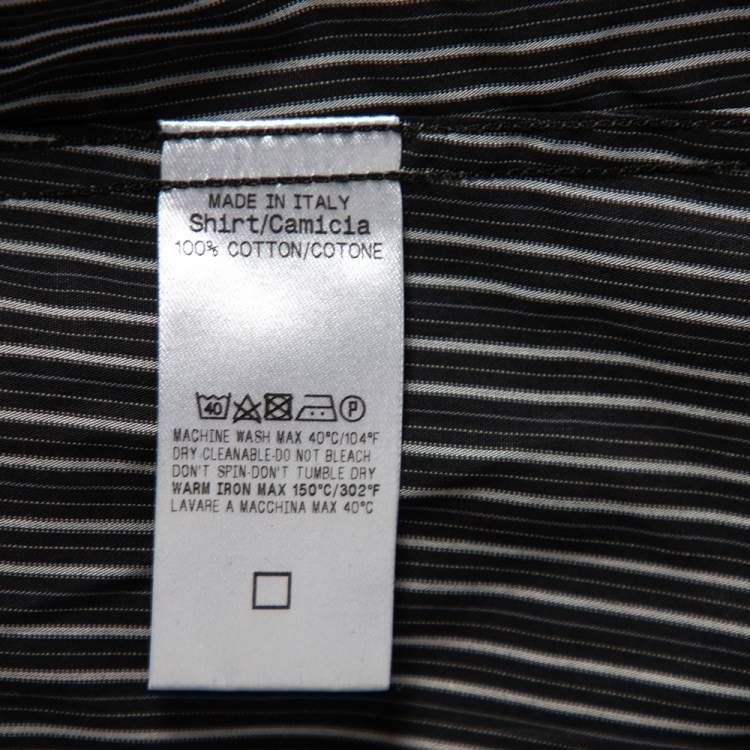 MADE IN ITALY
Shirt/Camicia
100% COTTON/COTONE
40 P
MACHINE WASH MAX 40°C/104°F
DRY CLEANABLE-DO NOT BLEACH
DON'T SPIN-DON'T TUMBLE DRY
WARM IRON MAX 150°C/302°F
LAVARE A MACCHINA MAX 40°C